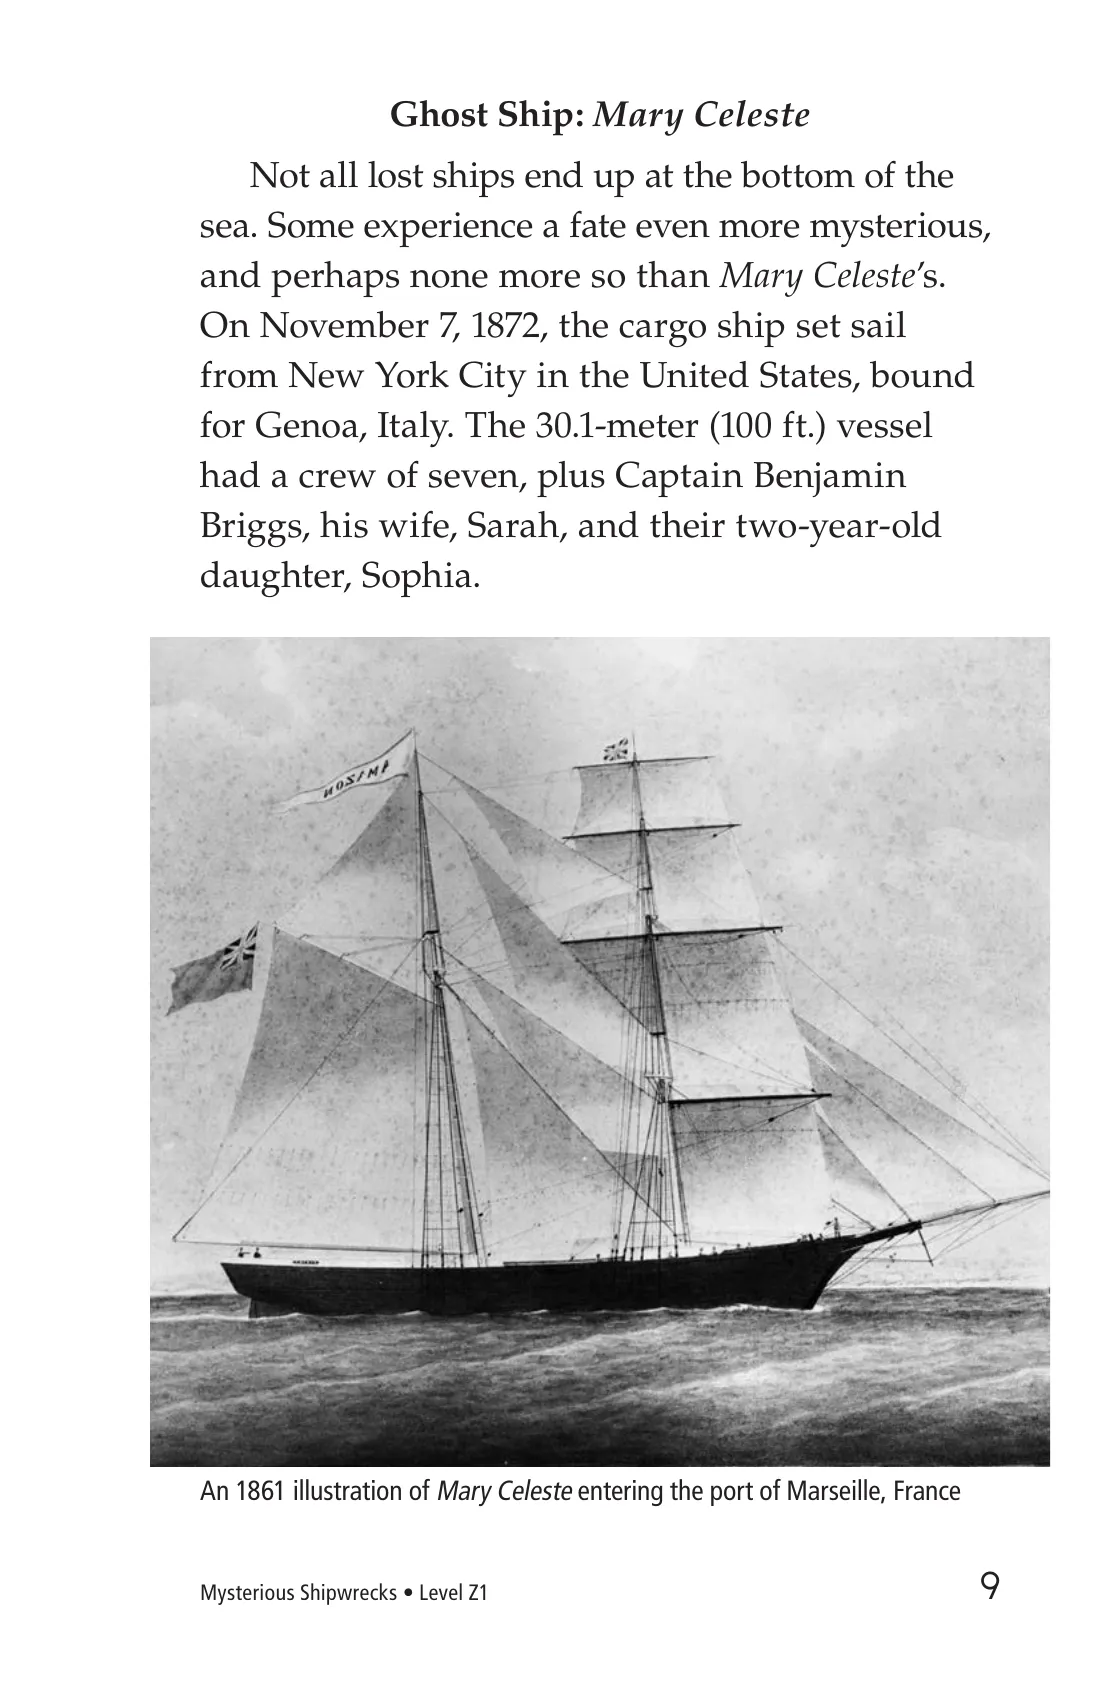 Ghost Ship: Mary Celeste
Not all lost ships end up at the bottom of the
sea. Some experience a fate even more mysterious,
and perhaps none more so than Mary Celeste’s.
On November 7, 1872, the cargo ship set sail
from New York City in the United States, bound
for Genoa, Italy. The 30.1-meter (100 ft.) vessel
had a crew of seven, plus Captain Benjamin
Briggs, his wife, Sarah, and their two-year-old
daughter, Sophia.
AMAZON
An 1861 illustration of Mary Celeste entering the port of Marseille, France
Mysterious Shipwrecks • Level Z1
9